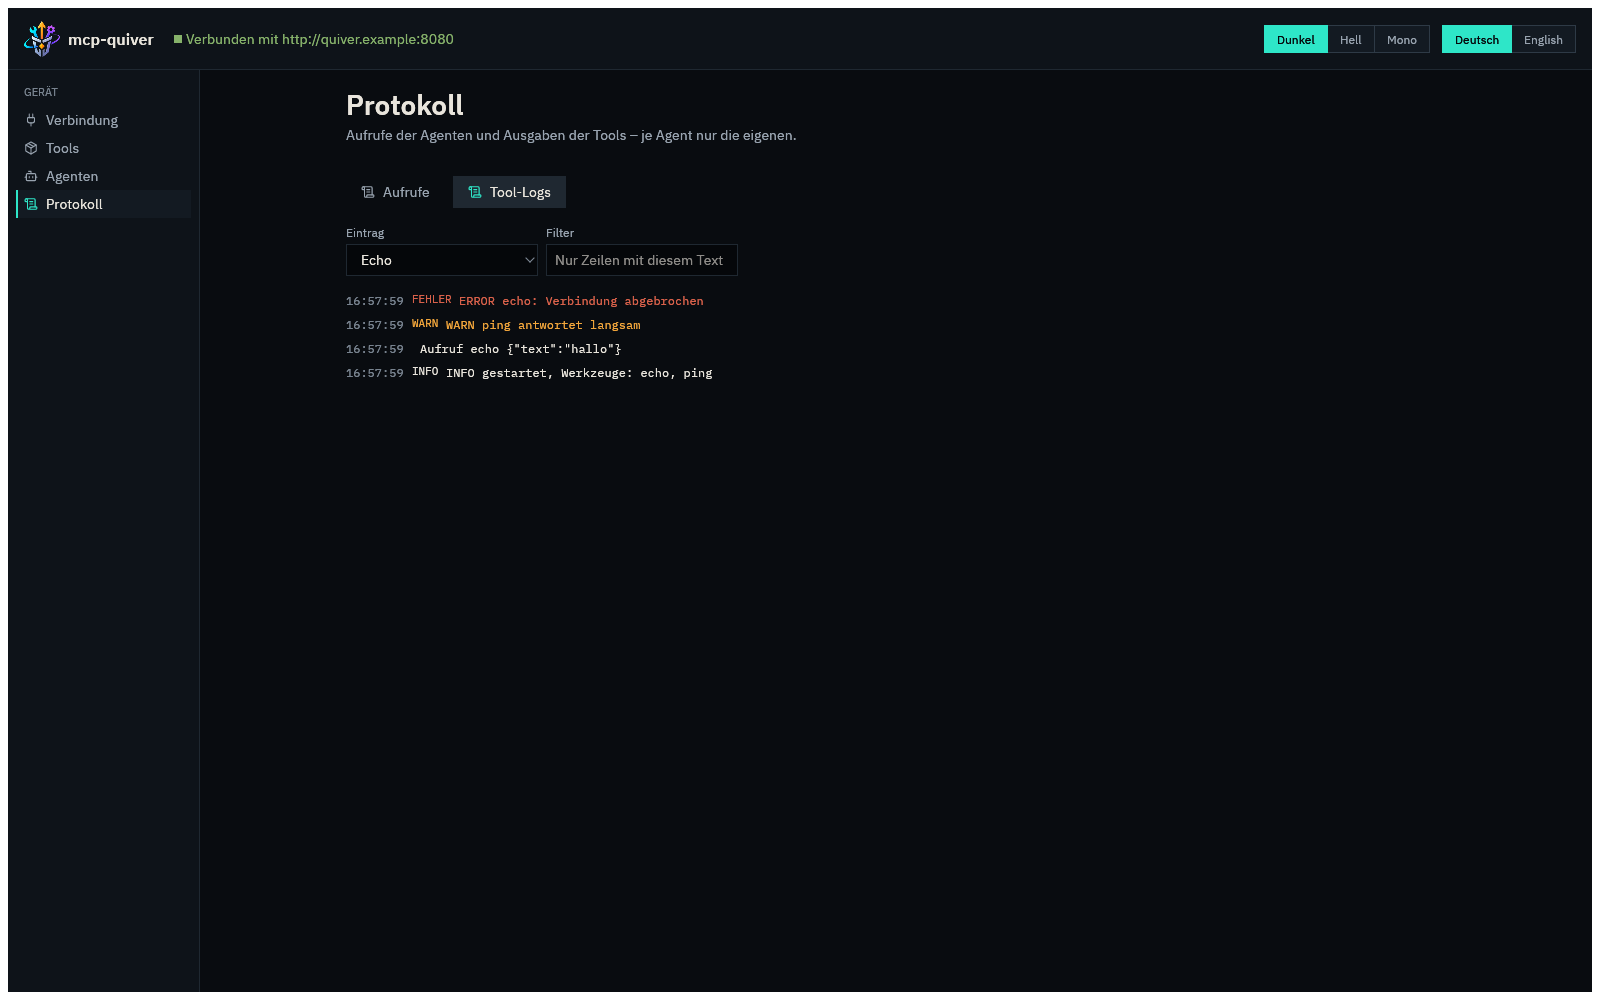 mcp-quiver
Verbunden mit http://quiver.example:8080
Dunkel Hell Mono Deutsch English
GERÄT
Verbindung
Tools
Agenten
Protokoll
Protokoll
Aufrufe der Agenten und Ausgaben der Tools – je Agent nur die eigenen.
Aufrufe Tool-Logs
Eintrag Filter
Echo Nur Zeilen mit diesem Text
16:57:59 FEHLER ERROR echo: Verbindung abgebrochen
16:57:59 WARN WARN ping antwortet langsam
16:57:59 Aufruf echo {"text":"hallo"}
16:57:59 INFO INFO gestartet, Werkzeuge: echo, ping